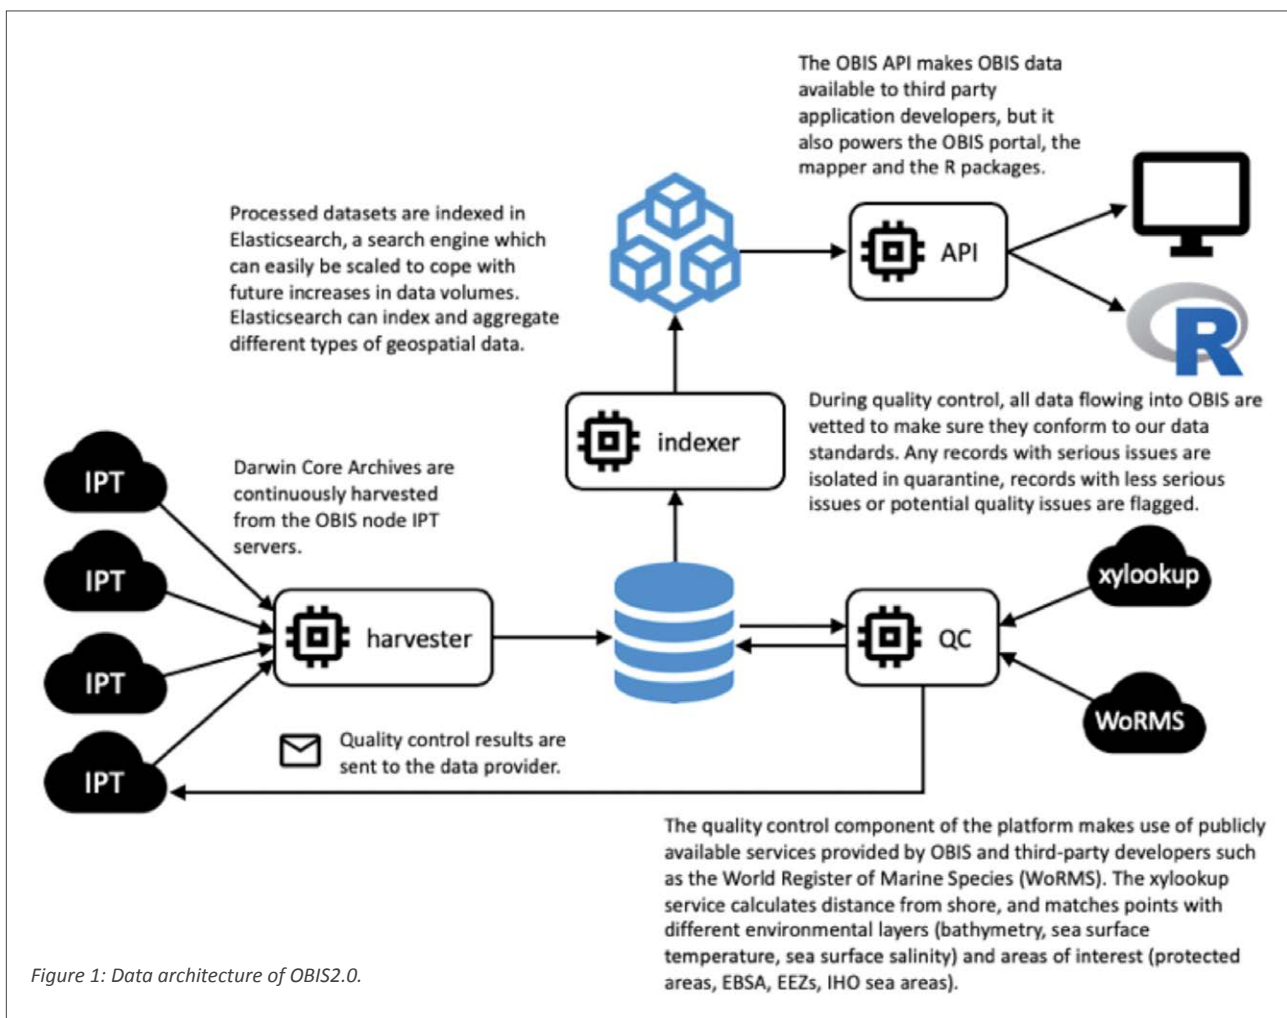 The OBIS API makes OBIS data
available to third party
application developers, but it
also powers the OBIS portal, the
mapper and the R packages.
Processed datasets are indexed in
Elasticsearch, a search engine which
can easily be scaled to cope with
future increases in data volumes.
Elasticsearch can index and aggregate
different types of geospatial data.
API
R
indexer
During quality control, all data flowing into OBIS are
vetted to make sure they conform to our data
standards. Any records with serious issues are
isolated in quarantine, records with less serious
issues or potential quality issues are flagged.
IPT
IPT
IPT
IPT
Darwin Core Archives are
continuously harvested
from the OBIS node IPT
servers.
harvester
QC
xylookup
WoRMS
Quality control results are
sent to the data provider.
The quality control component of the platform makes use of publicly
available services provided by OBIS and third-party developers such
as the World Register of Marine Species (WoRMS). The xylookup
service calculates distance from shore, and matches points with
different environmental layers (bathymetry, sea surface
temperature, sea surface salinity) and areas of interest (protected
areas, EBSA, EEZs, IHO sea areas).
Figure 1: Data architecture of OBIS2.0.